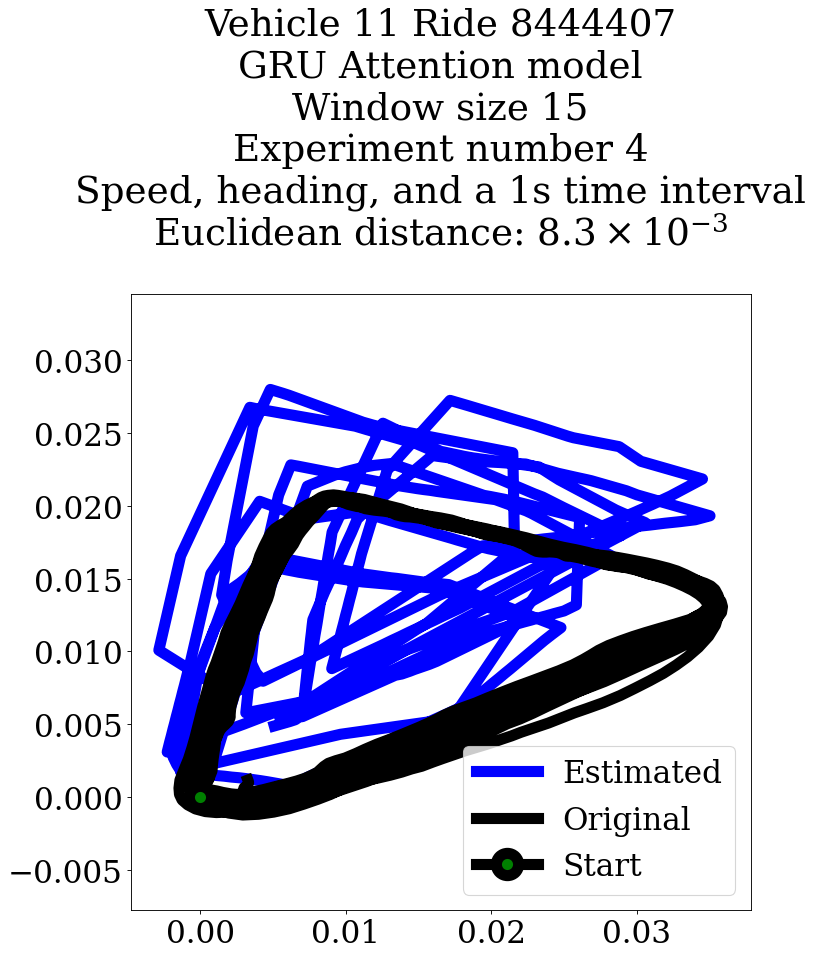 Vehicle 11 Ride 8444407
GRU Attention model
Window size 15
Experiment number 4
Speed, heading, and a 1s time interval
Euclidean distance: 8.3 × 10⁻³
0.030
0.025
0.020
0.015
0.010
0.005
0.000
−0.005
Estimated
Original
Start
0.00 0.01 0.02 0.03